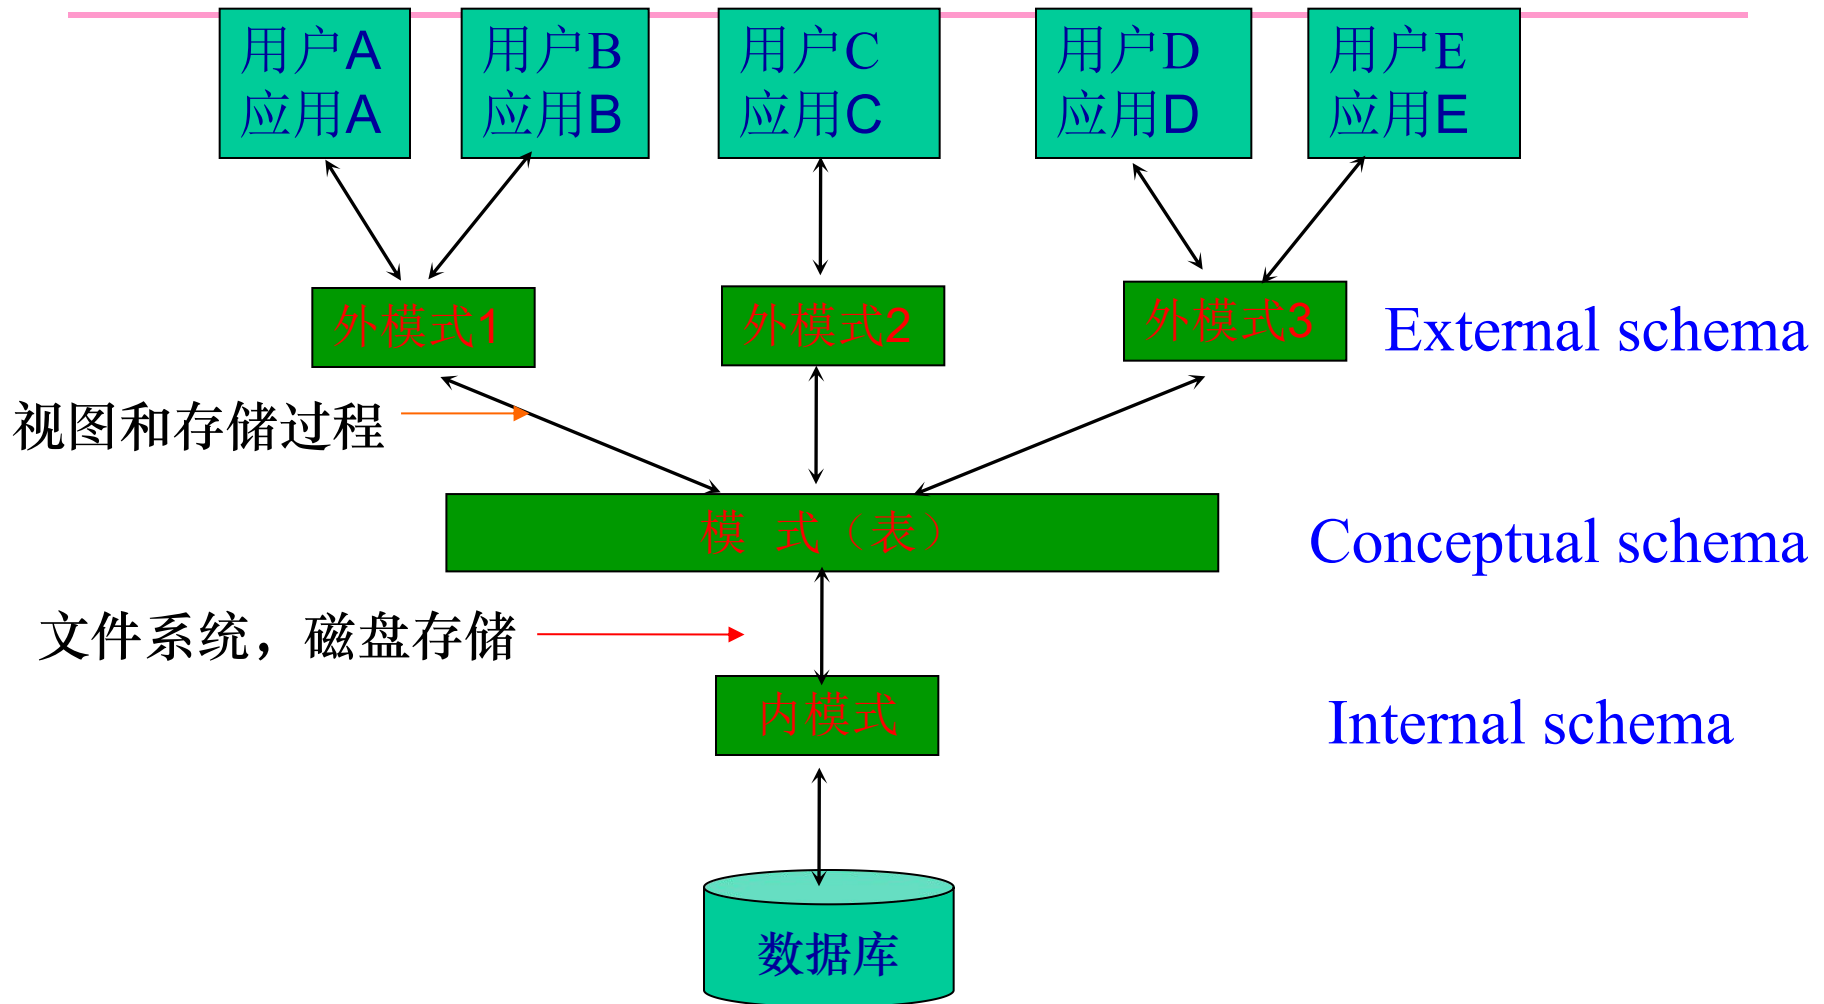 用户A
应用A
用户B
应用B
用户C
应用C
用户D
应用D
用户E
应用E
外模式1
外模式2
外模式3
External schema
视图和存储过程
模 式（表）
Conceptual schema
文件系统，磁盘存储
内模式
Internal schema
数据库